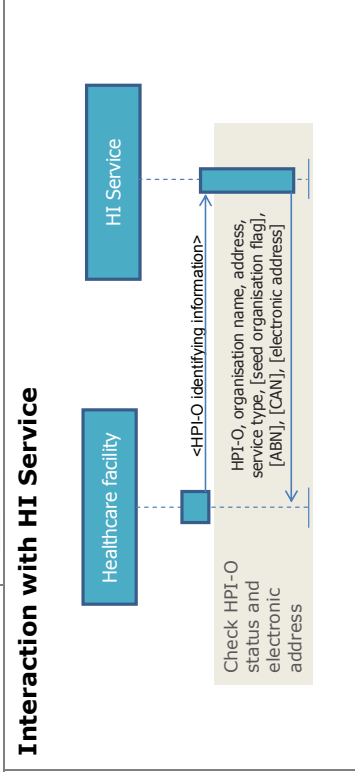 Interaction with HI Service
Healthcare facility
HI Service
<HPI-O identifying information>
Check HPI-O
status and
electronic
address
HPI-O, organisation name, address,
service type, [seed organisation flag],
[ABN], [CAN], [electronic address]